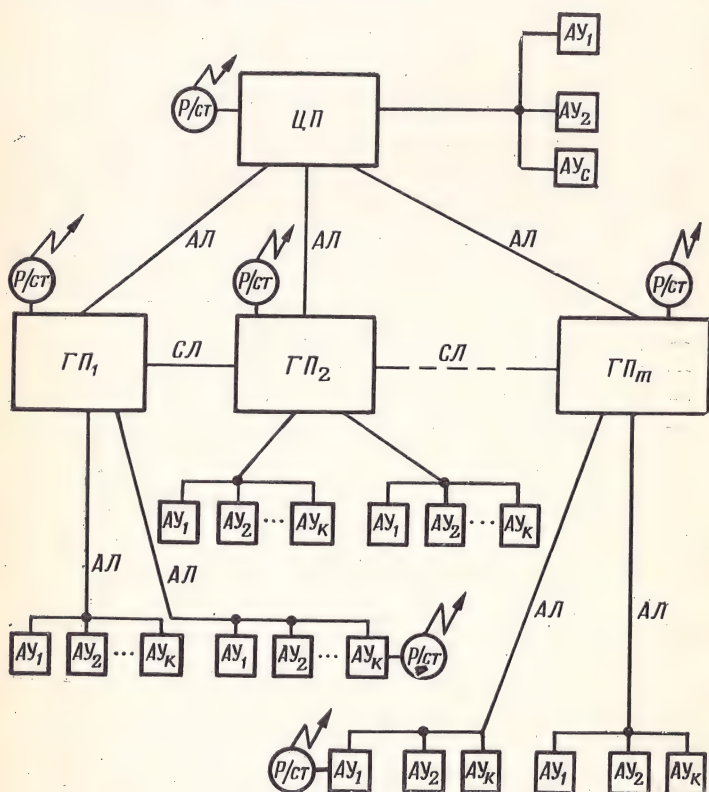 АУ₁
Р/ст ЦП АУ₂
АУс
АЛ АЛ АЛ
Р/ст Р/ст Р/ст
ГП₁ СЛ ГП₂ СЛ ГПm
АУ₁ АУ₂ ... АУк АУ₁ АУ₂ ... АУк
АЛ АЛ АЛ АЛ
АУ₁ АУ₂ ... АУк АУ₁ АУ₂ ... АУк Р/ст
Р/ст АУ₁ АУ₂ АУк АУ₁ АУ₂ АУк